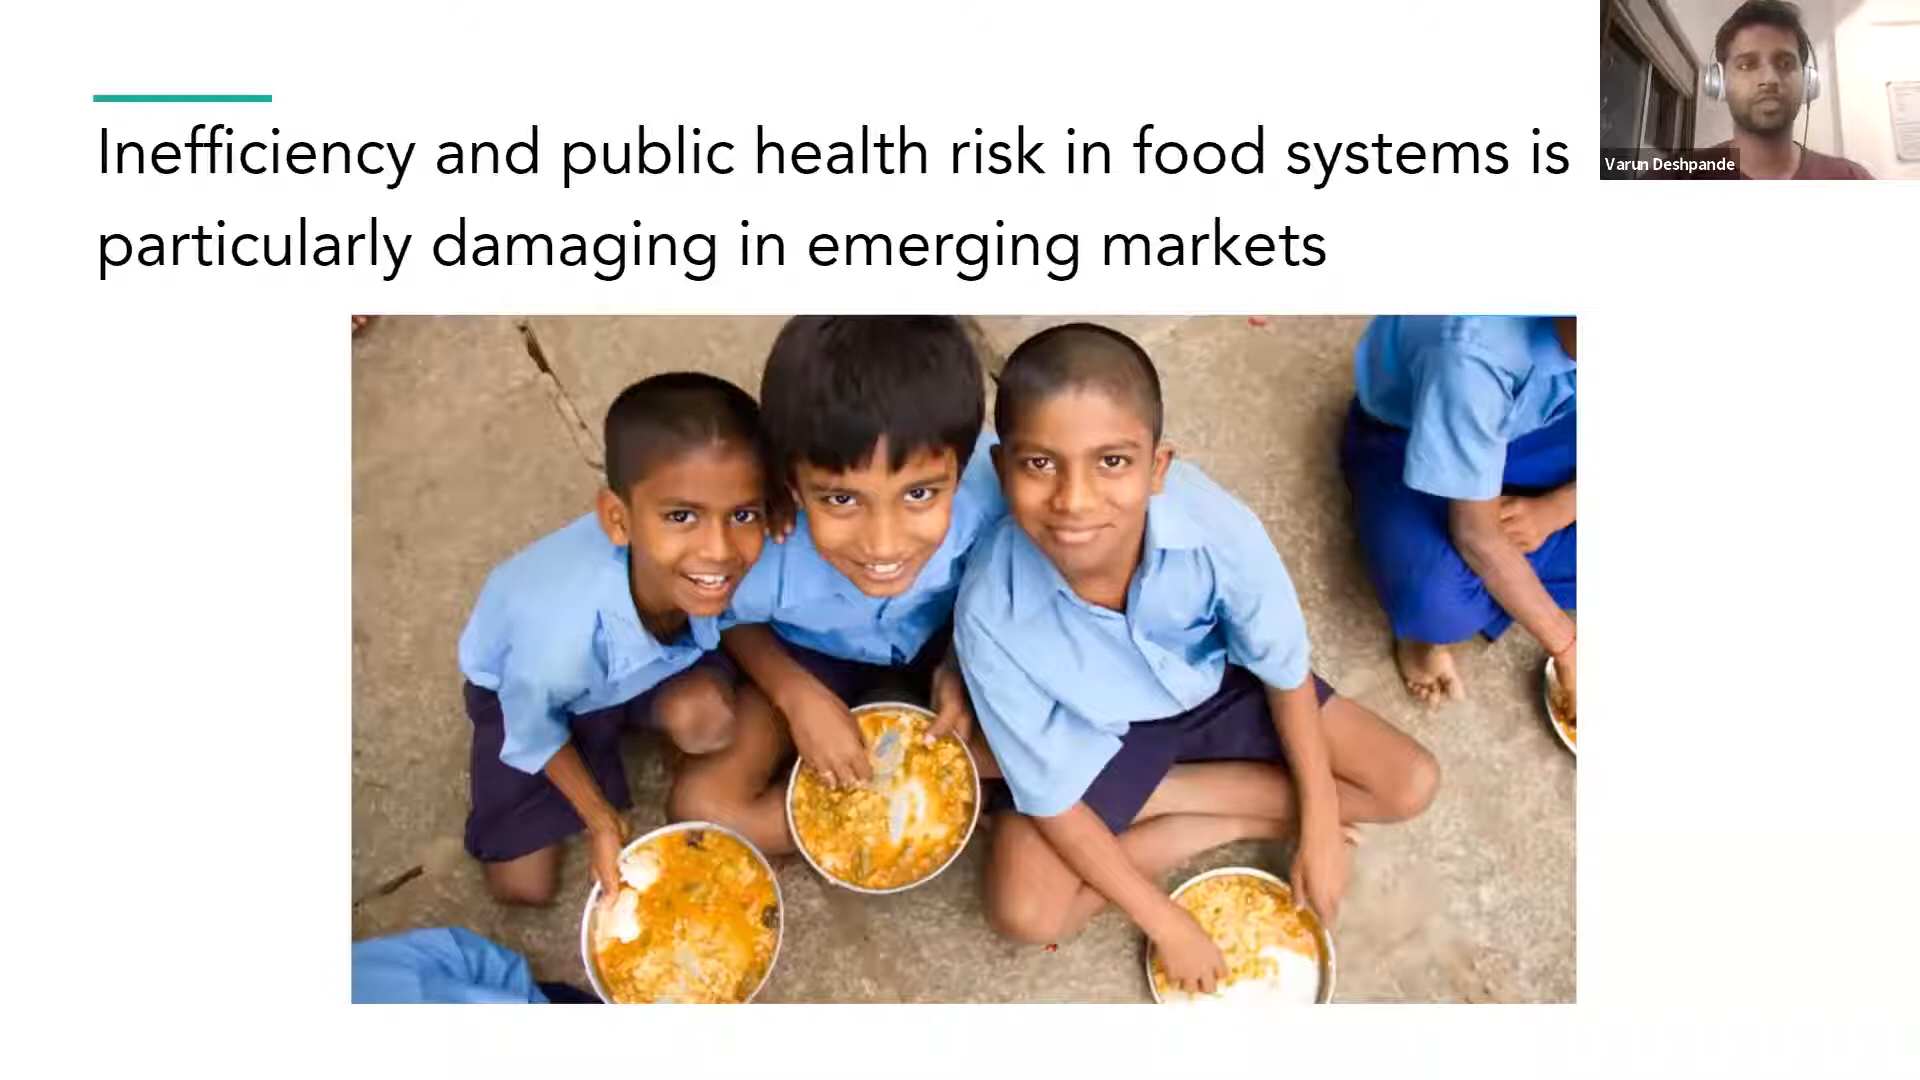 Inefficiency and public health risk in food systems is
particularly damaging in emerging markets
Varun Deshpande